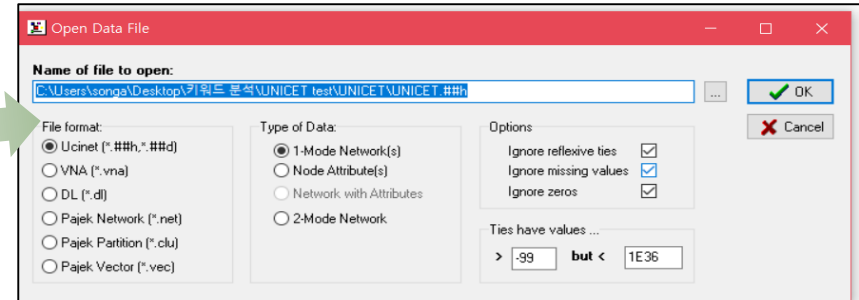 Open Data File
Name of file to open:
C:\Users\songa\Desktop\키워드 분석\UNICET test\UNICET\UNICET.##h
...
OK
Cancel
File format:
Ucinet (*.##h,*.##d)
VNA (*.vna)
DL (*.dl)
Pajek Network (*.net)
Pajek Partition (*.clu)
Pajek Vector (*.vec)
Type of Data:
1-Mode Network(s)
Node Attribute(s)
Network with Attributes
2-Mode Network
Options
Ignore reflexive ties
Ignore missing values
Ignore zeros
Ties have values ...
> -99 but < 1E36